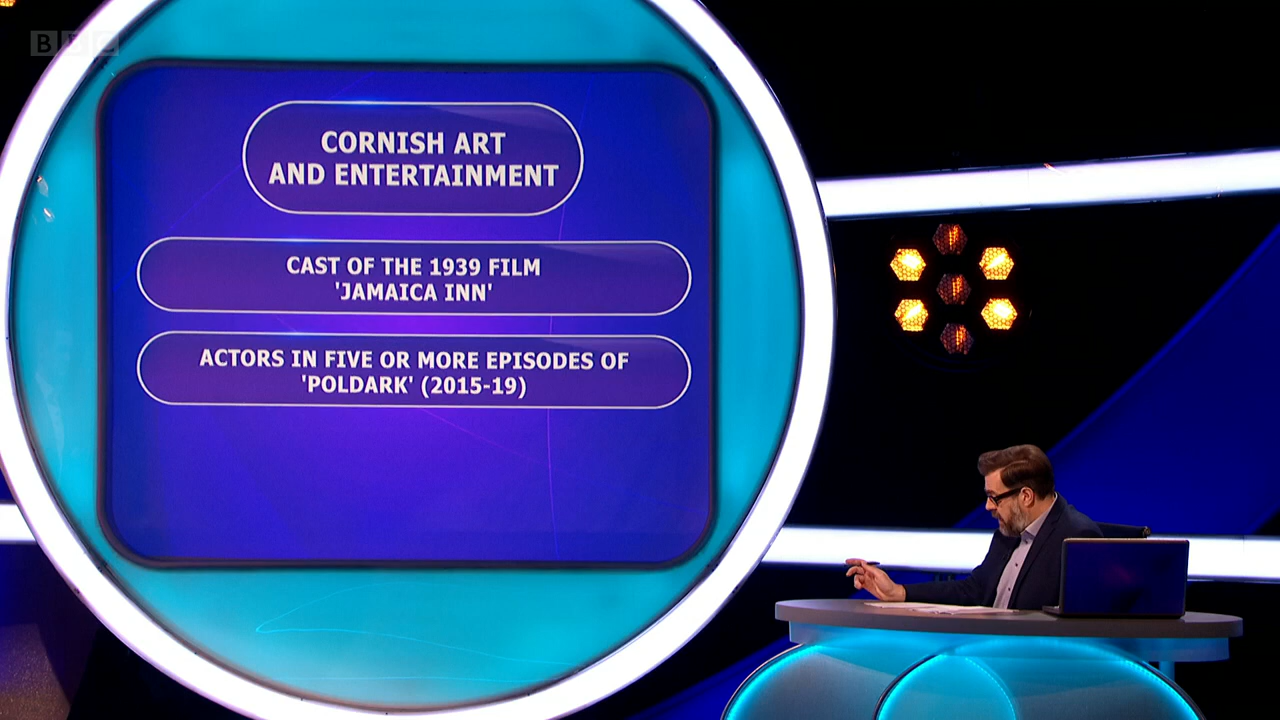 BBC
CORNISH ART
AND ENTERTAINMENT
CAST OF THE 1939 FILM
'JAMAICA INN'
ACTORS IN FIVE OR MORE EPISODES OF
'POLDARK' (2015-19)